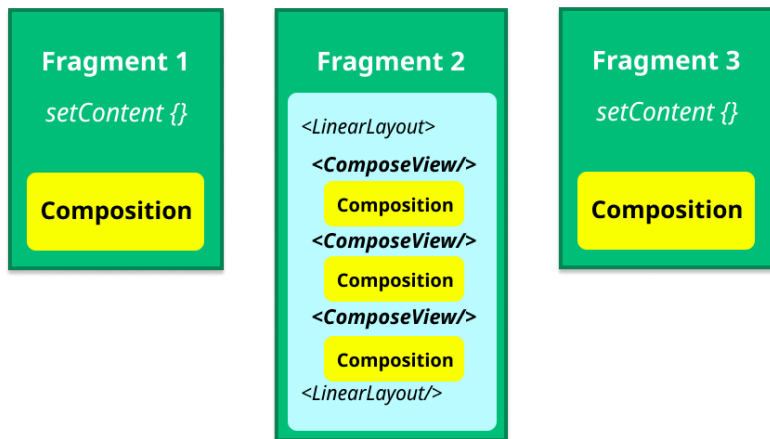 Fragment 1
setContent {}
Composition
Fragment 2
<LinearLayout>
<ComposeView/>
Composition
<ComposeView/>
Composition
<ComposeView/>
Composition
<LinearLayout/>
Fragment 3
setContent {}
Composition